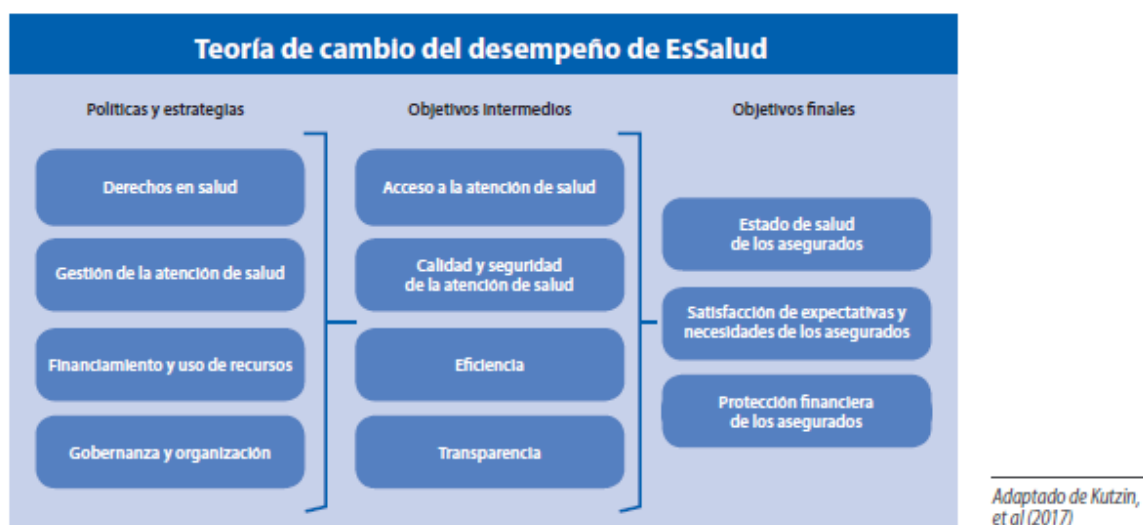 Teoría de cambio del desempeño de EsSalud
Políticas y estrategias
Derechos en salud
Gestión de la atención de salud
Financiamiento y uso de recursos
Gobernanza y organización
Objetivos intermedios
Acceso a la atención de salud
Calidad y seguridad
de la atención de salud
Eficiencia
Transparencia
Objetivos finales
Estado de salud
de los asegurados
Satisfacción de expectativas y
necesidades de los asegurados
Protección financiera
de los asegurados
Adaptado de Kutzin,
et al (2017)